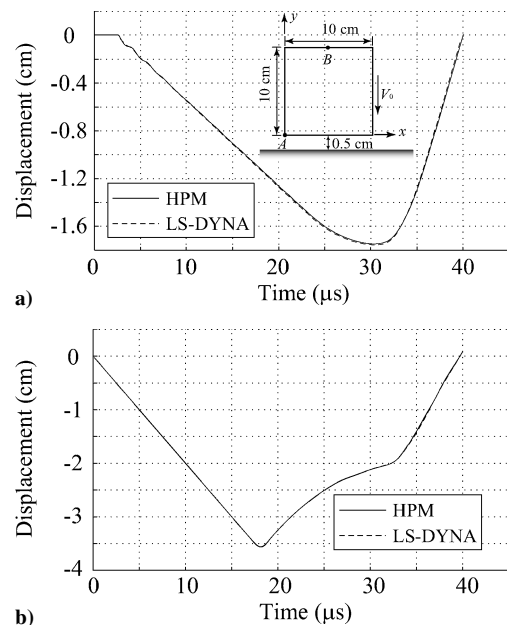 0
-0.4
-0.8
-1.2
-1.6
Displacement (cm)
y
10 cm
B
10 cm
V₀
A
x
0.5 cm
HPM
LS-DYNA
0 10 20 30 40
Time (μs)
a)
0
-1
-2
-3
-4
Displacement (cm)
HPM
LS-DYNA
0 10 20 30 40
Time (μs)
b)